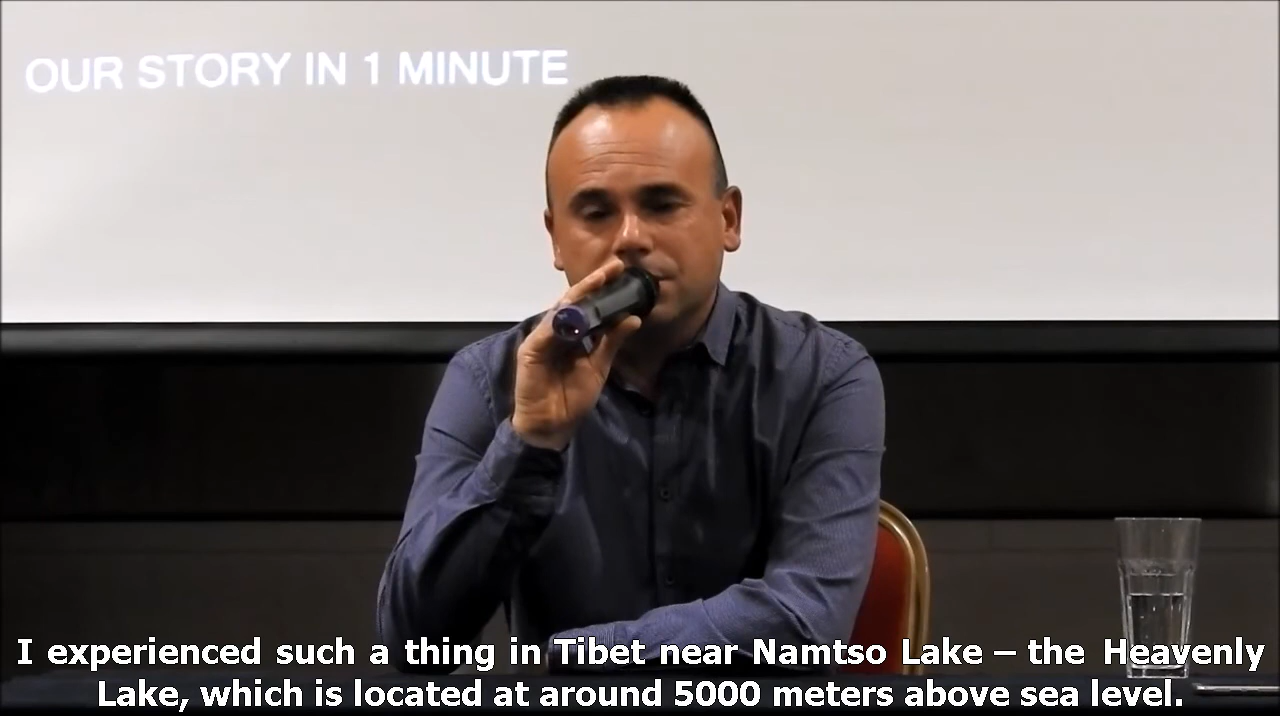 OUR STORY IN 1 MINUTE
I experienced such a thing in Tibet near Namtso Lake – the Heavenly
Lake, which is located at around 5000 meters above sea level.